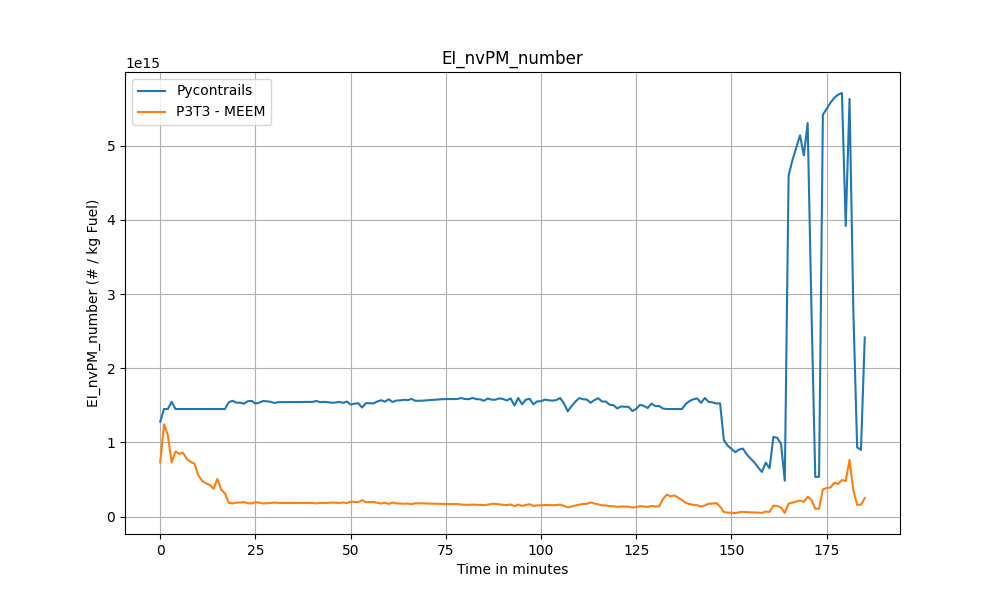 EI_nvPM_number
1e15
Pycontrails
P3T3 - MEEM
EI_nvPM_number (# / kg Fuel)
5
4
3
2
1
0
0 25 50 75 100 125 150 175
Time in minutes